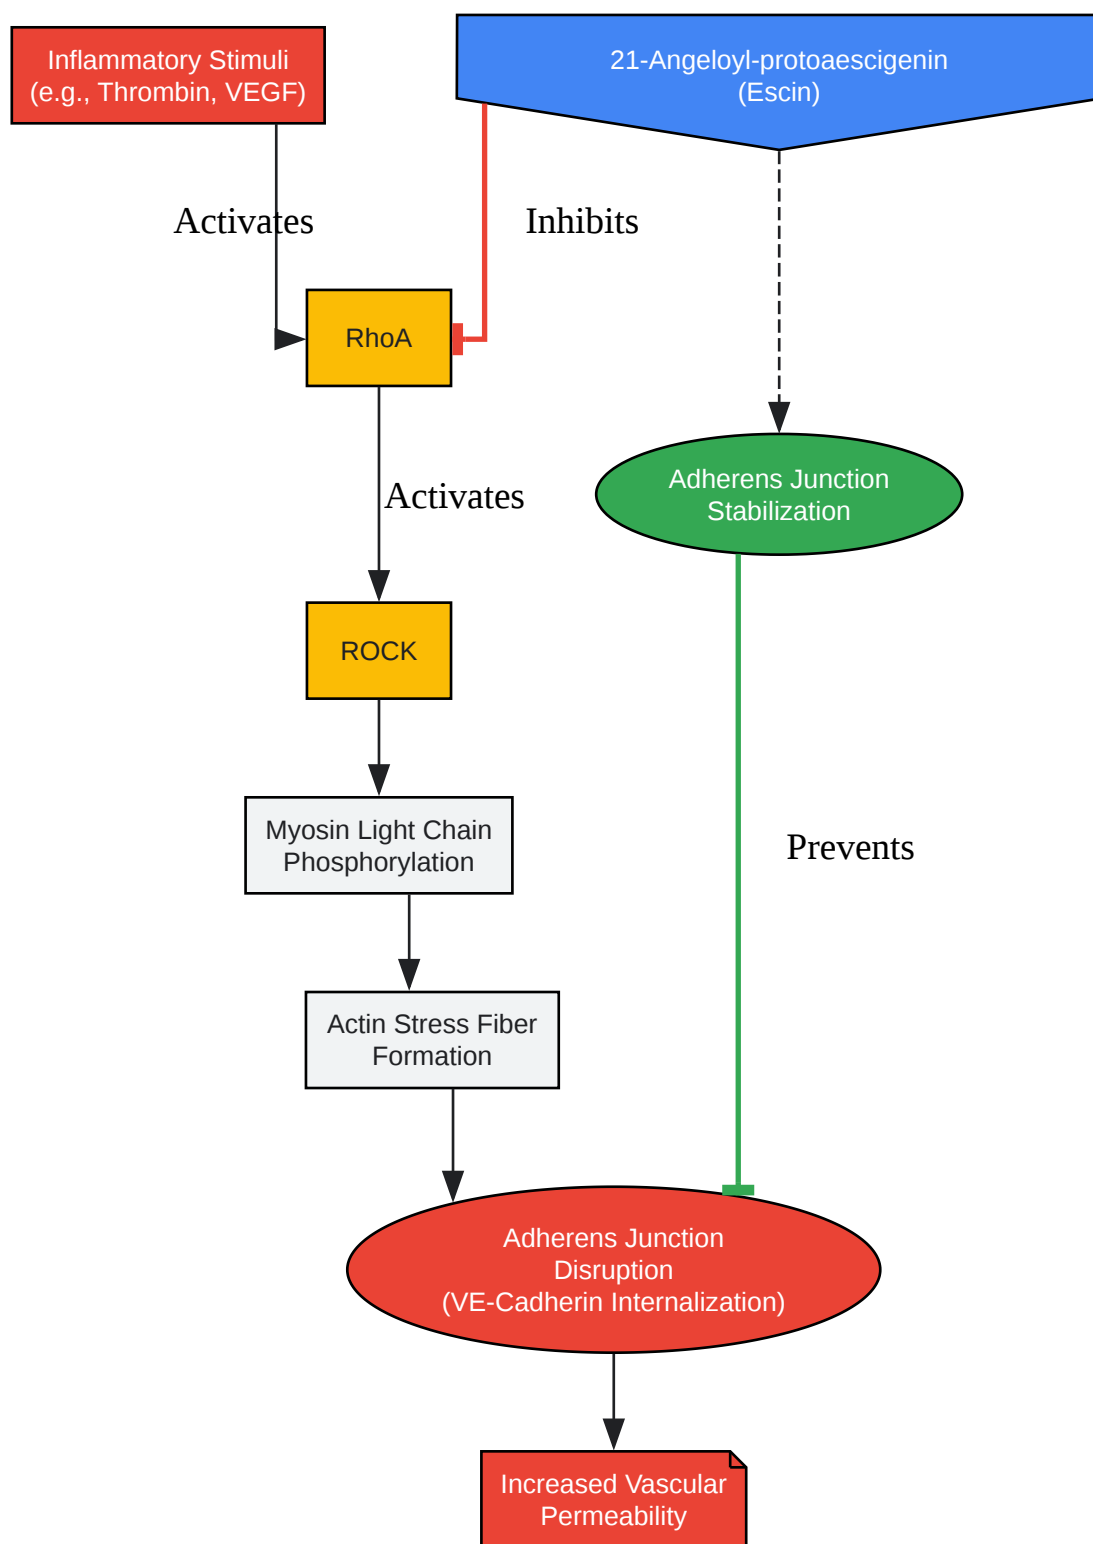 Inflammatory Stimuli
(e.g., Thrombin, VEGF)
21-Angeloyl-protoaescigenin
(Escin)
Activates
Inhibits
RhoA
Adherens Junction
Stabilization
Activates
ROCK
Myosin Light Chain
Phosphorylation
Prevents
Actin Stress Fiber
Formation
Adherens Junction
Disruption
(VE-Cadherin Internalization)
Increased Vascular
Permeability